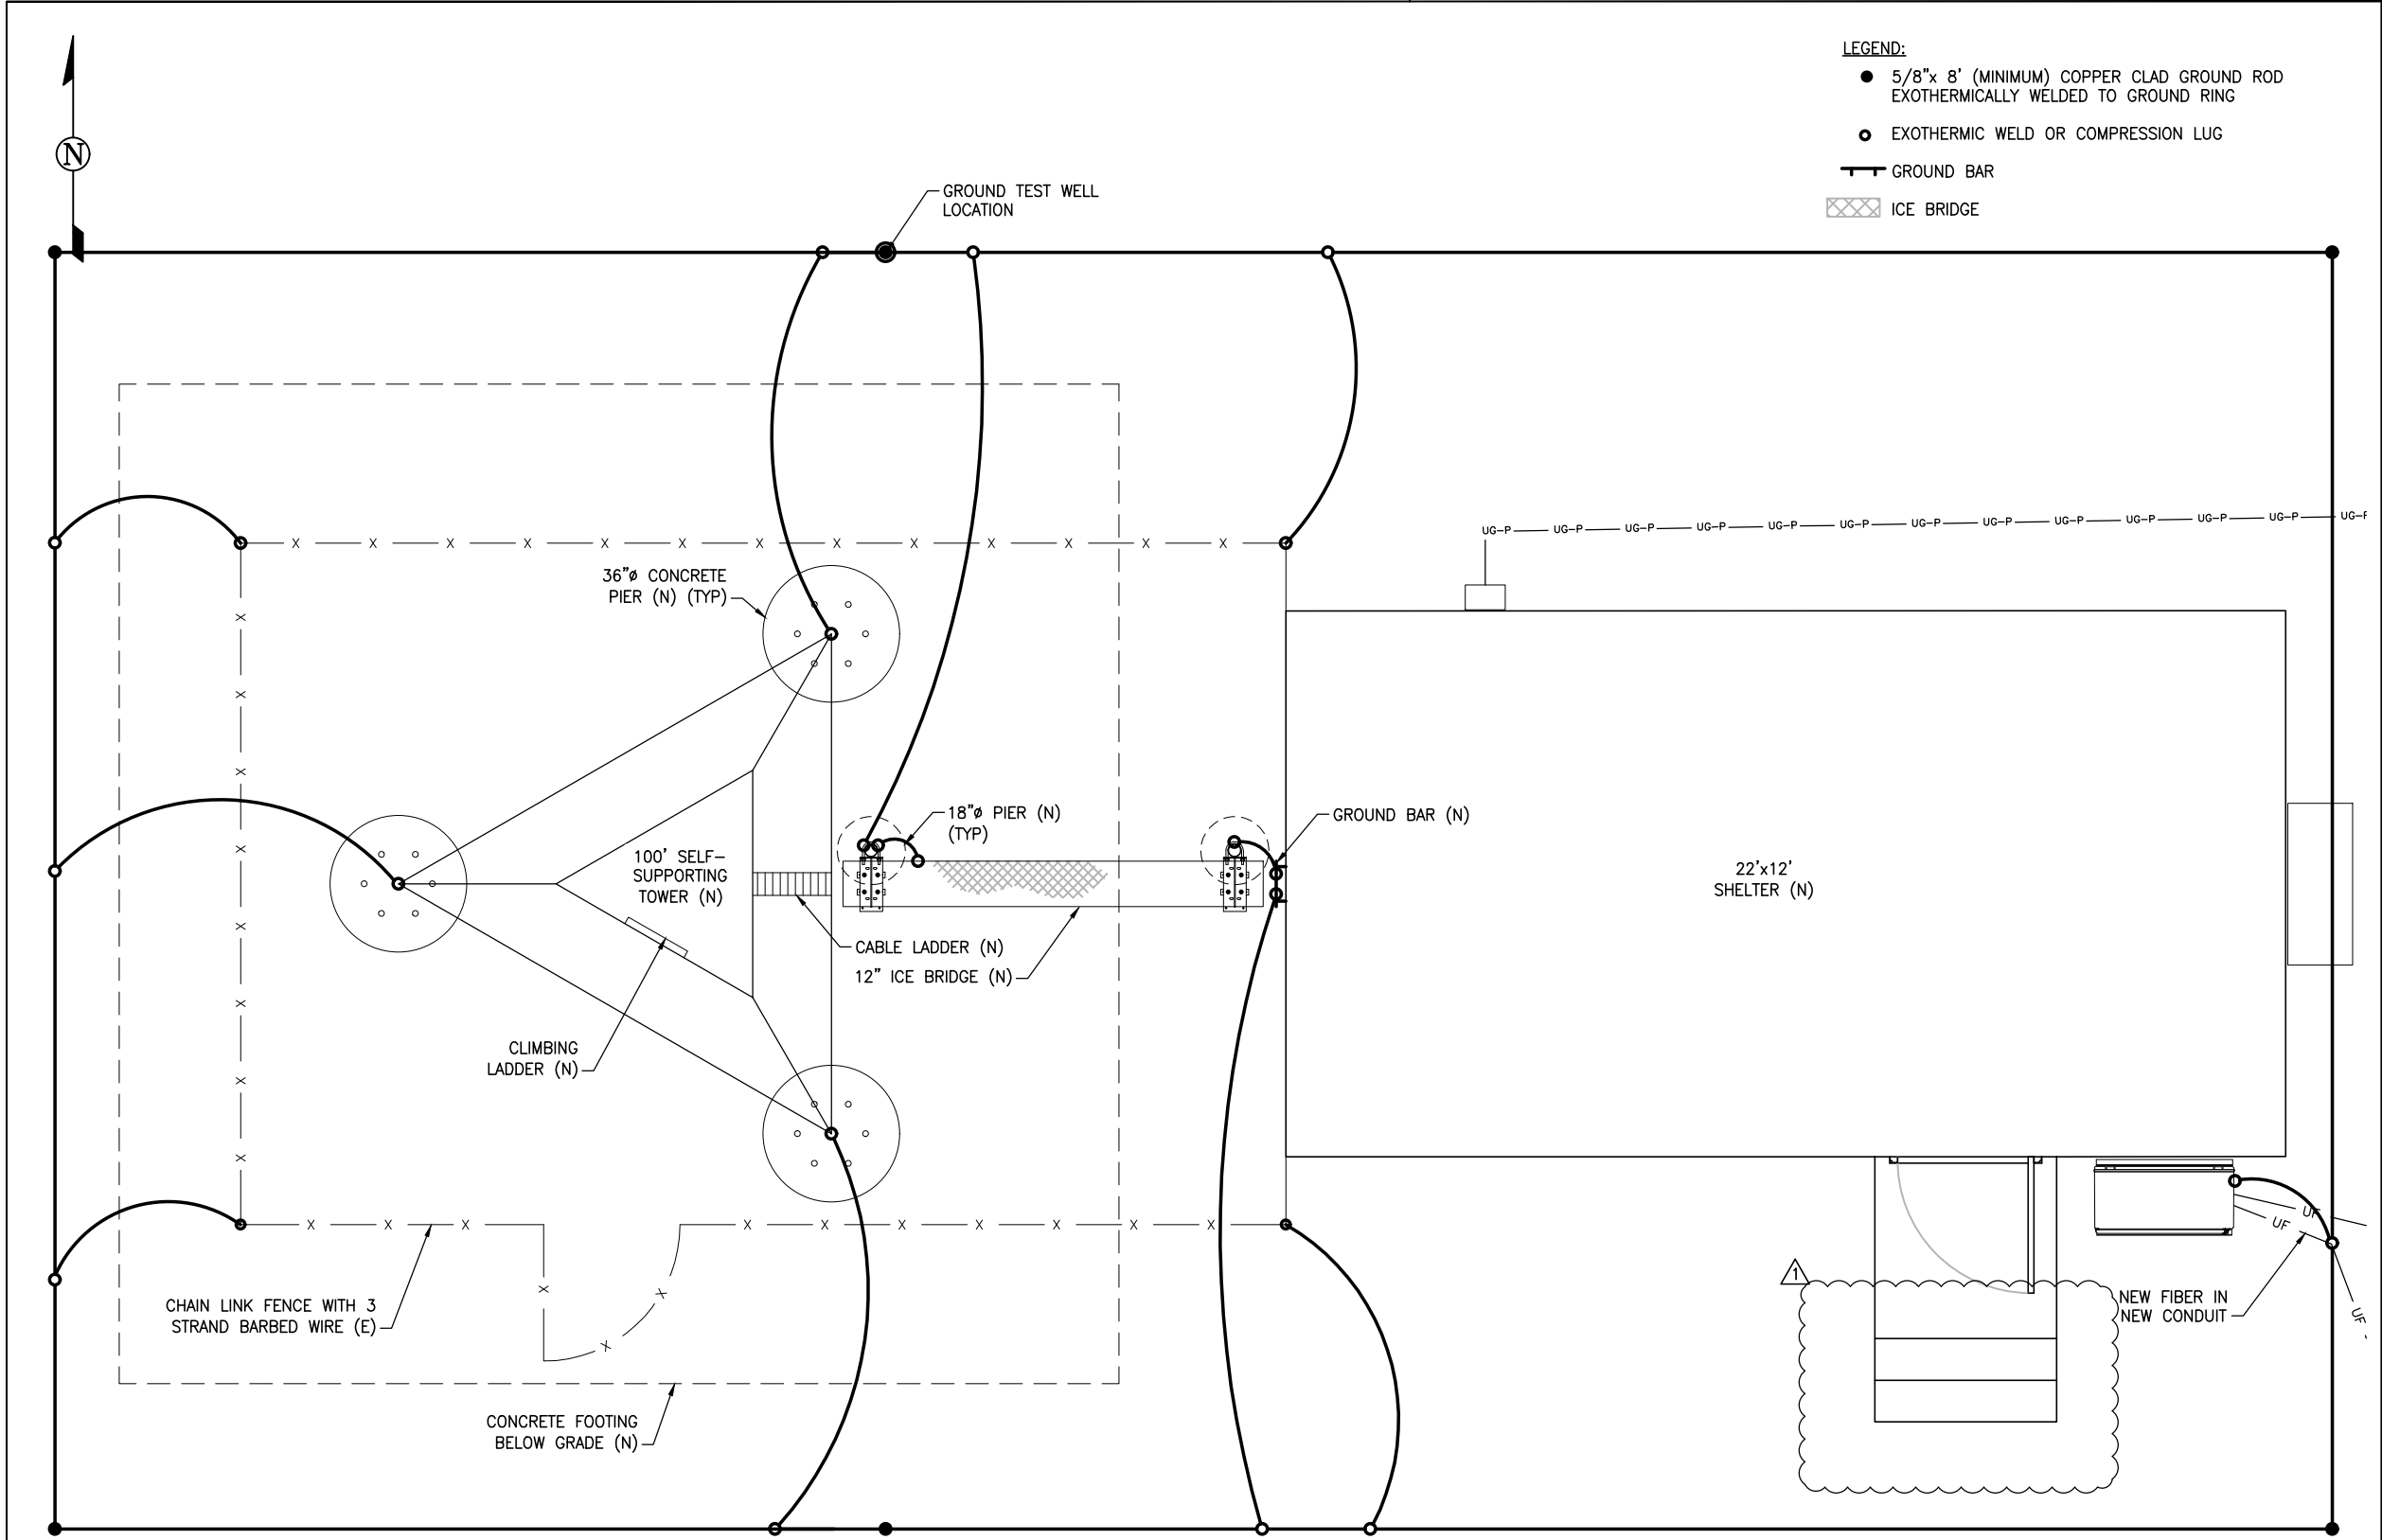 LEGEND:
5/8"x 8' (MINIMUM) COPPER CLAD GROUND ROD
EXOTHERMICALLY WELDED TO GROUND RING
EXOTHERMIC WELD OR COMPRESSION LUG
GROUND BAR
ICE BRIDGE
N
GROUND TEST WELL
LOCATION
X X X X X X X X X X X X X
UG-P UG-P UG-P UG-P UG-P UG-P UG-P UG-P UG-P UG-P UG-P UG-P UG-P
36"ø CONCRETE
PIER (N) (TYP)
X
X
X
X
X
X
X
X
18"ø PIER (N)
(TYP)
GROUND BAR (N)
100' SELF-
SUPPORTING
TOWER (N)
22'x12'
SHELTER (N)
CABLE LADDER (N)
12" ICE BRIDGE (N)
CLIMBING
LADDER (N)
X X X X X X X X X X
X X
X
UF
UF
UF
1
CHAIN LINK FENCE WITH 3
STRAND BARBED WIRE (E)
NEW FIBER IN
NEW CONDUIT
CONCRETE FOOTING
BELOW GRADE (N)